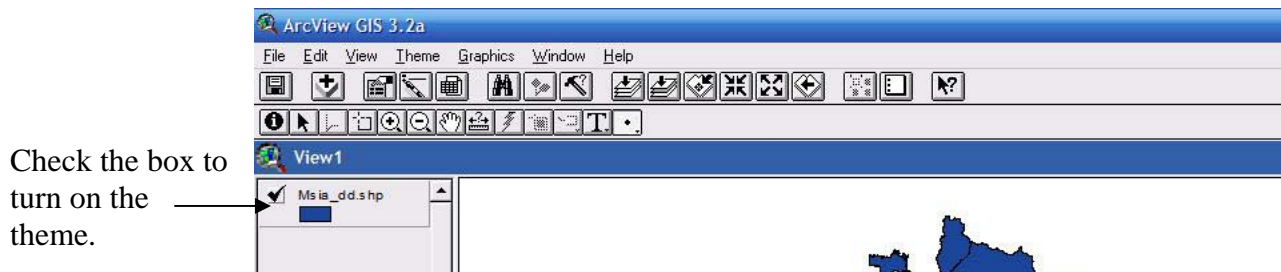 ArcView GIS 3.2a
File Edit View Theme Graphics Window Help
T
View1
Check the box to
turn on the
theme.
Msia_dd.shp